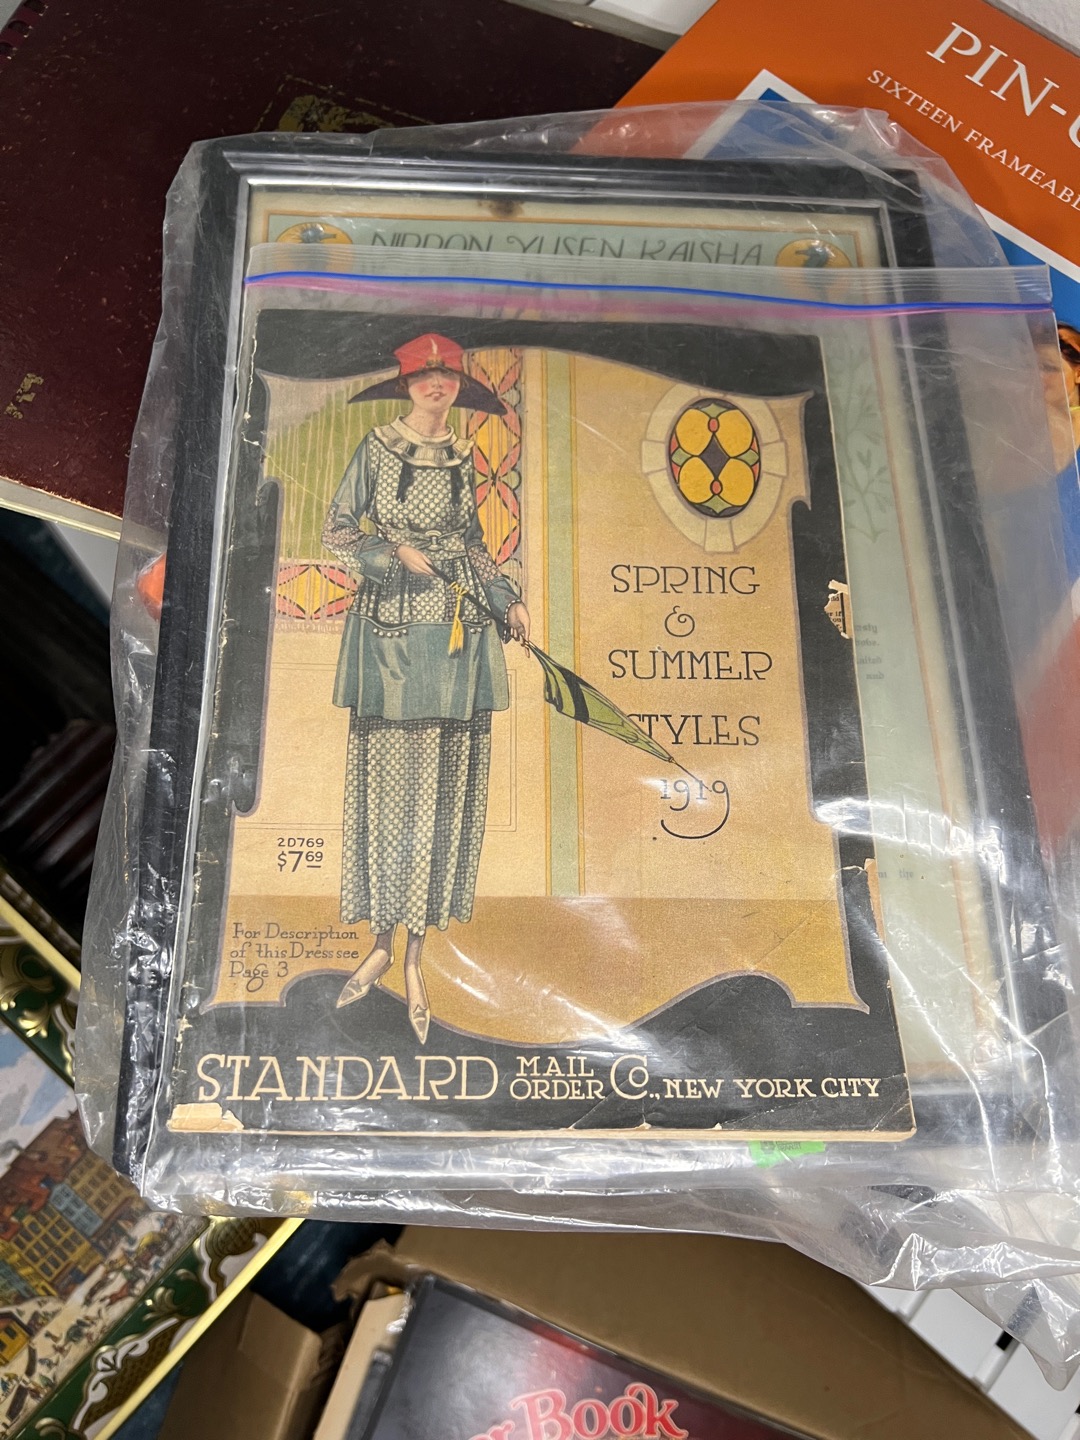 PIN-
SIXTEEN FRAMEABL
NIPPON YUSEN KAISHA
SPRING
&
SUMMER
STYLES
1919
2D769
$7.69
For Description
of this Dress see
Page 3
STANDARD MAIL ORDER CO., NEW YORK CITY
Book